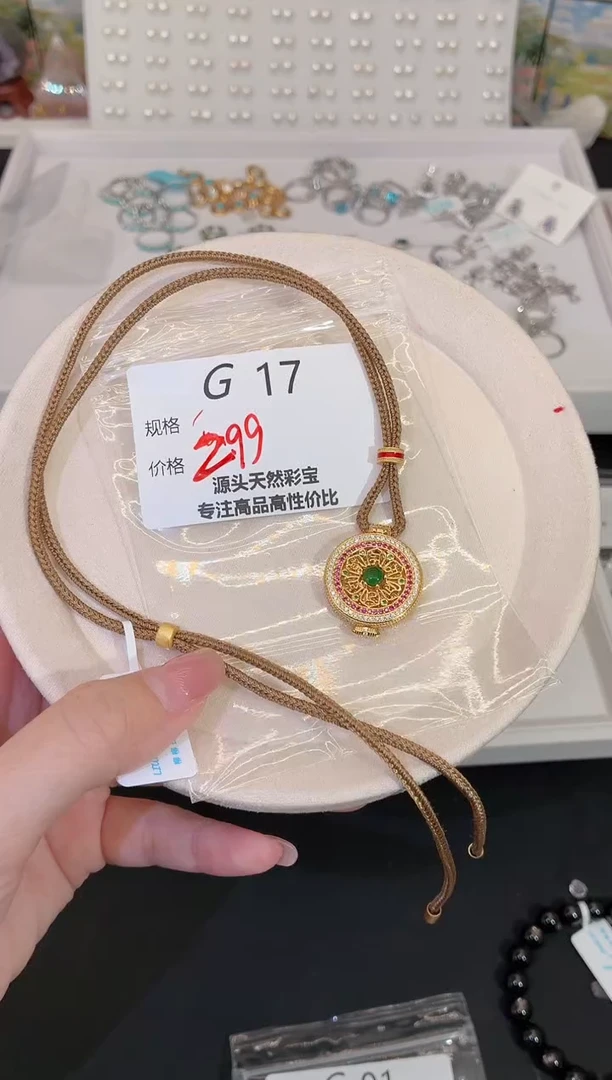 G 17
规格
价格 299
源头天然彩宝
专注高品高性价比